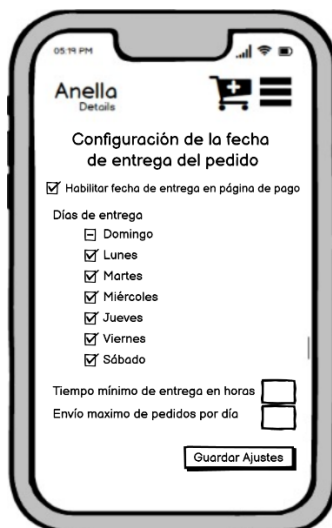 05:19 PM
Anella
Details
Configuración de la fecha
de entrega del pedido
Habilitar fecha de entrega en página de pago
Días de entrega
Domingo
Lunes
Martes
Miércoles
Jueves
Viernes
Sábado
Tiempo mínimo de entrega en horas
Envío maximo de pedidos por día
Guardar Ajustes